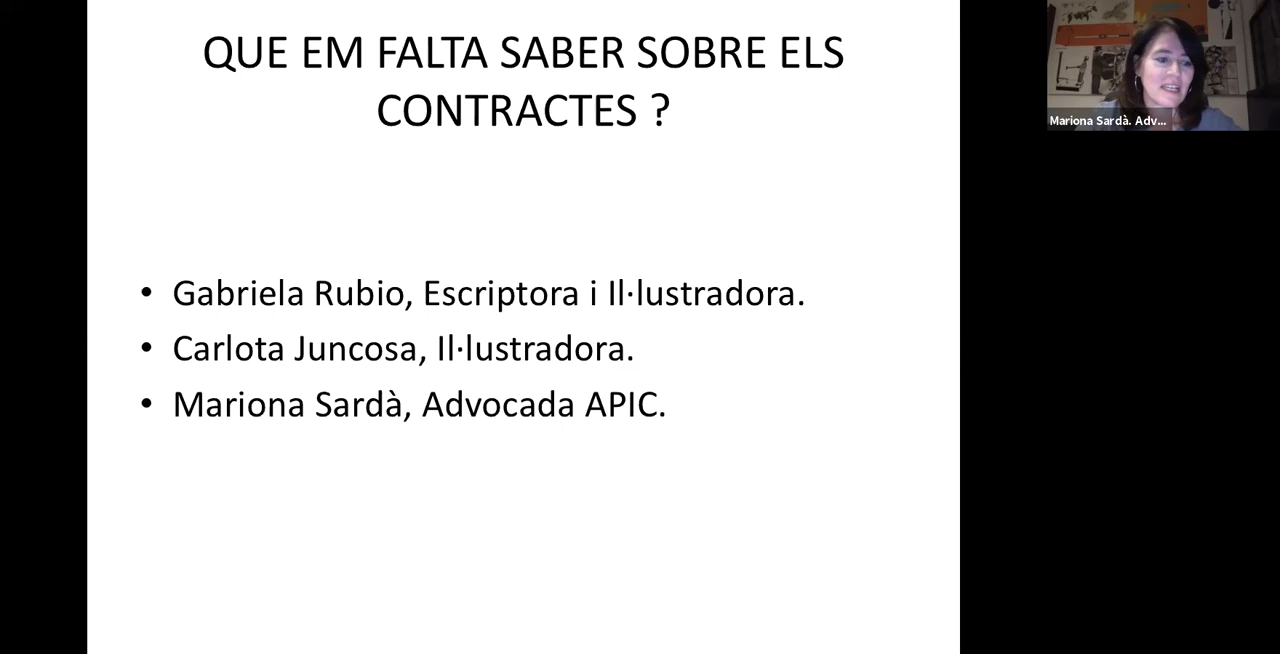 QUE EM FALTA SABER SOBRE ELS
CONTRACTES ?
• Gabriela Rubio, Escriptora i Il·lustradora.
• Carlota Juncosa, Il·lustradora.
• Mariona Sardà, Advocada APIC.
Mariona Sardà. Adv...